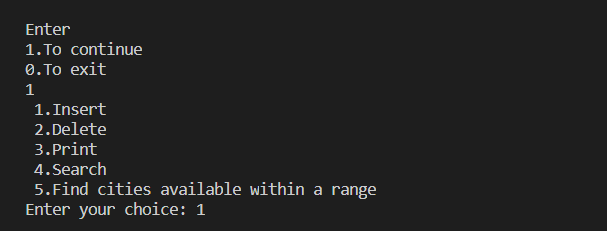 Enter
1.To continue
0.To exit
1
1.Insert
2.Delete
3.Print
4.Search
5.Find cities available within a range
Enter your choice: 1